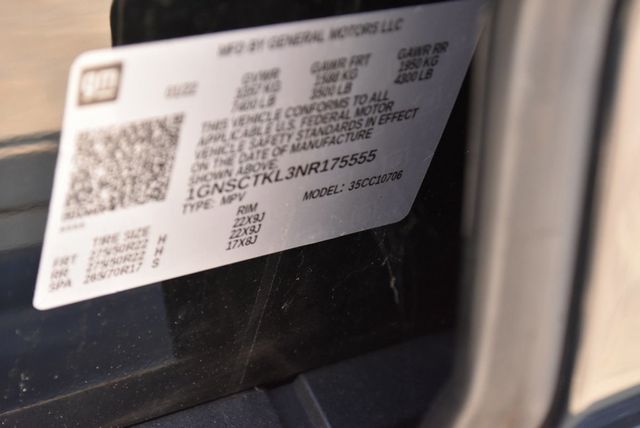 MFD BY GENERAL MOTORS LLC
gm
01/22
GVWR GAWR FRT GAWR RR
KG KG 1950 KG
7400 LB 3500 LB 4300 LB
THIS VEHICLE CONFORMS TO ALL
APPLICABLE U.S. FEDERAL MOTOR
VEHICLE SAFETY STANDARDS IN EFFECT
ON THE DATE OF MANUFACTURE
SHOWN ABOVE.
1GNSCTKL3NR175555
TYPE: MPV MODEL: 35CC10706
TIRE SIZE RIM
FRT 275/50R22 H 22X9J
RR 275/50R22 H 22X9J
SPA 265/70R17 S 17X8J